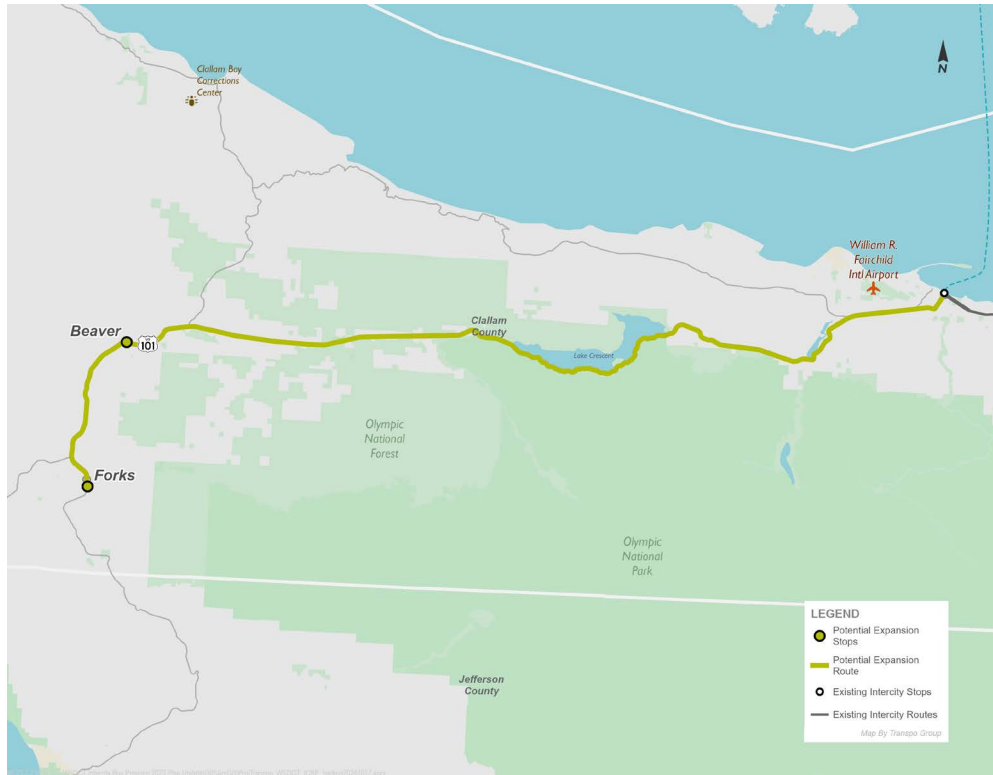 Clallam Bay
Corrections
Center
N
William R.
Fairchild
Intl Airport
Beaver
101
Clallam
County
Lake Crescent
Olympic
National
Forest
Forks
Olympic
National
Park
Jefferson
County
LEGEND
Potential Expansion
Stops
Potential Expansion
Route
Existing Intercity Stops
Existing Intercity Routes
Map By Transpo Group